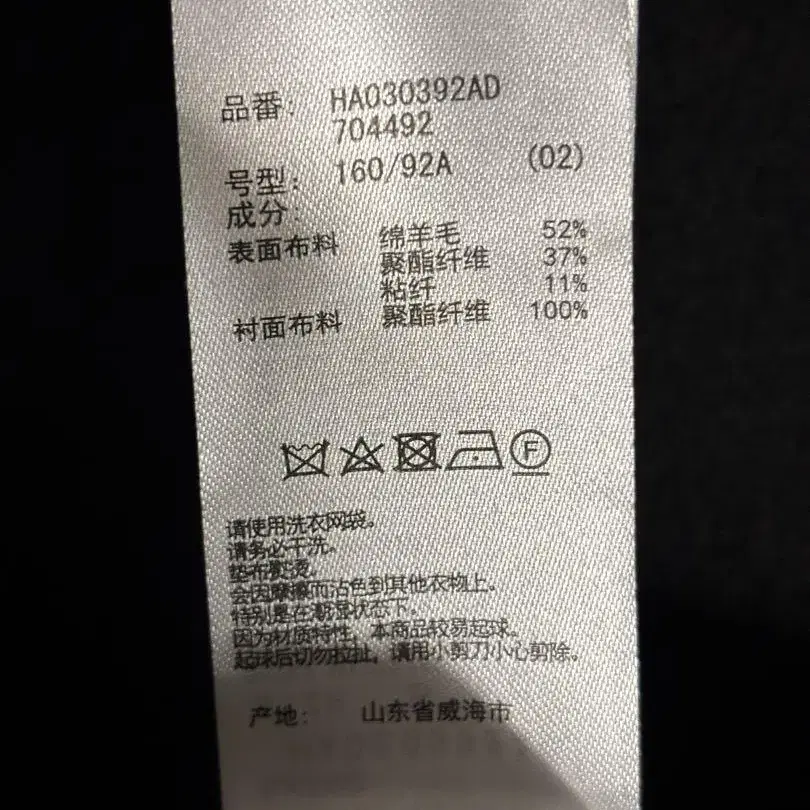 品番: HA030392AD
704492
号型: 160/92A (02)
成分:
表面布料 绵羊毛 52%
聚酯纤维 37%
粘纤 11%
衬面布料 聚酯纤维 100%
F
请使用洗衣网袋。
请务必干洗。
垫布熨烫。
会因摩擦而沾色到其他衣物上。
特别是在潮湿状态下。
因为材质特性，本商品较易起球。
起球后切勿拉扯，请用小剪刀小心剪除。
产地: 山东省威海市